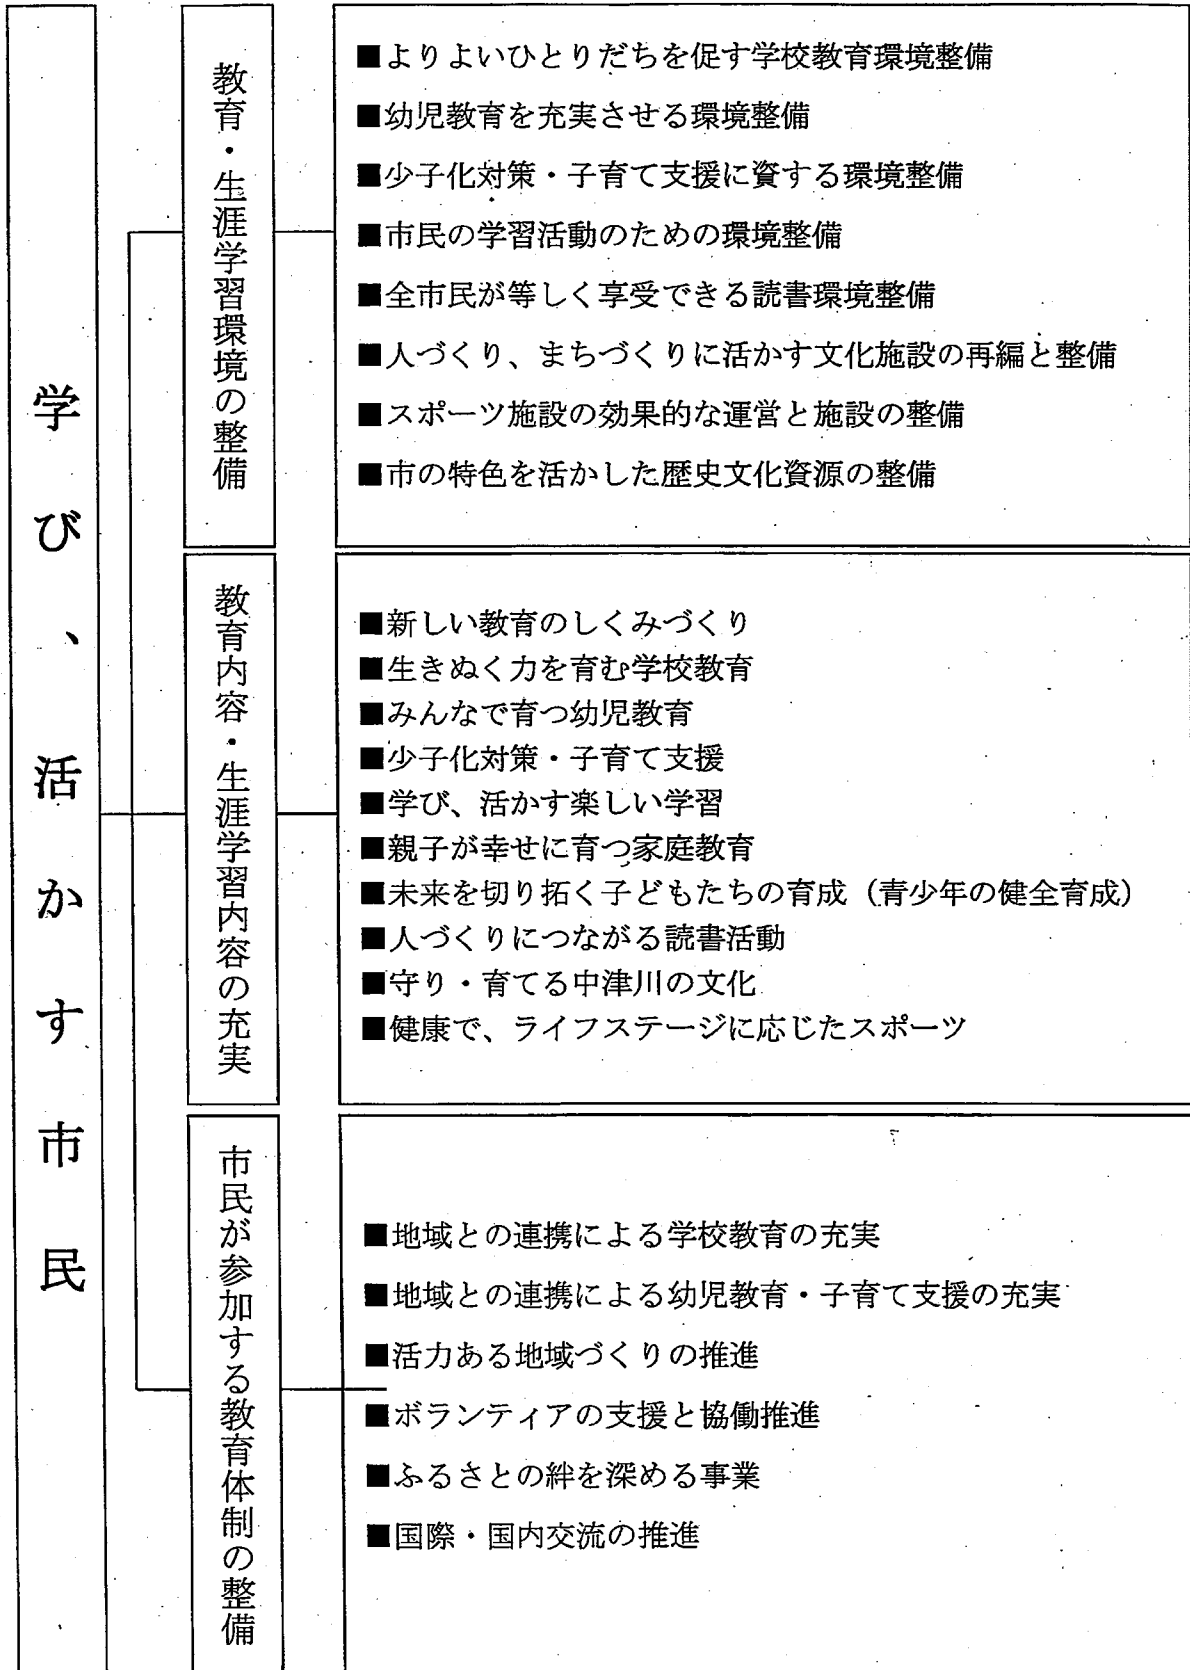 学び、活かす市民
教育・生涯学習環境の整備
■よりよいひとりだちを促す学校教育環境整備
■幼児教育を充実させる環境整備
■少子化対策・子育て支援に資する環境整備
■市民の学習活動のための環境整備
■全市民が等しく享受できる読書環境整備
■人づくり、まちづくりに活かす文化施設の再編と整備
■スポーツ施設の効果的な運営と施設の整備
■市の特色を活かした歴史文化資源の整備
教育内容・生涯学習内容の充実
■新しい教育のしくみづくり
■生きぬく力を育む学校教育
■みんなで育つ幼児教育
■少子化対策・子育て支援
■学び、活かす楽しい学習
■親子が幸せに育つ家庭教育
■未来を切り拓く子どもたちの育成（青少年の健全育成）
■人づくりにつながる読書活動
■守り・育てる中津川の文化
■健康で、ライフステージに応じたスポーツ
市民が参加する教育体制の整備
■地域との連携による学校教育の充実
■地域との連携による幼児教育・子育て支援の充実
■活力ある地域づくりの推進
■ボランティアの支援と協働推進
■ふるさとの絆を深める事業
■国際・国内交流の推進